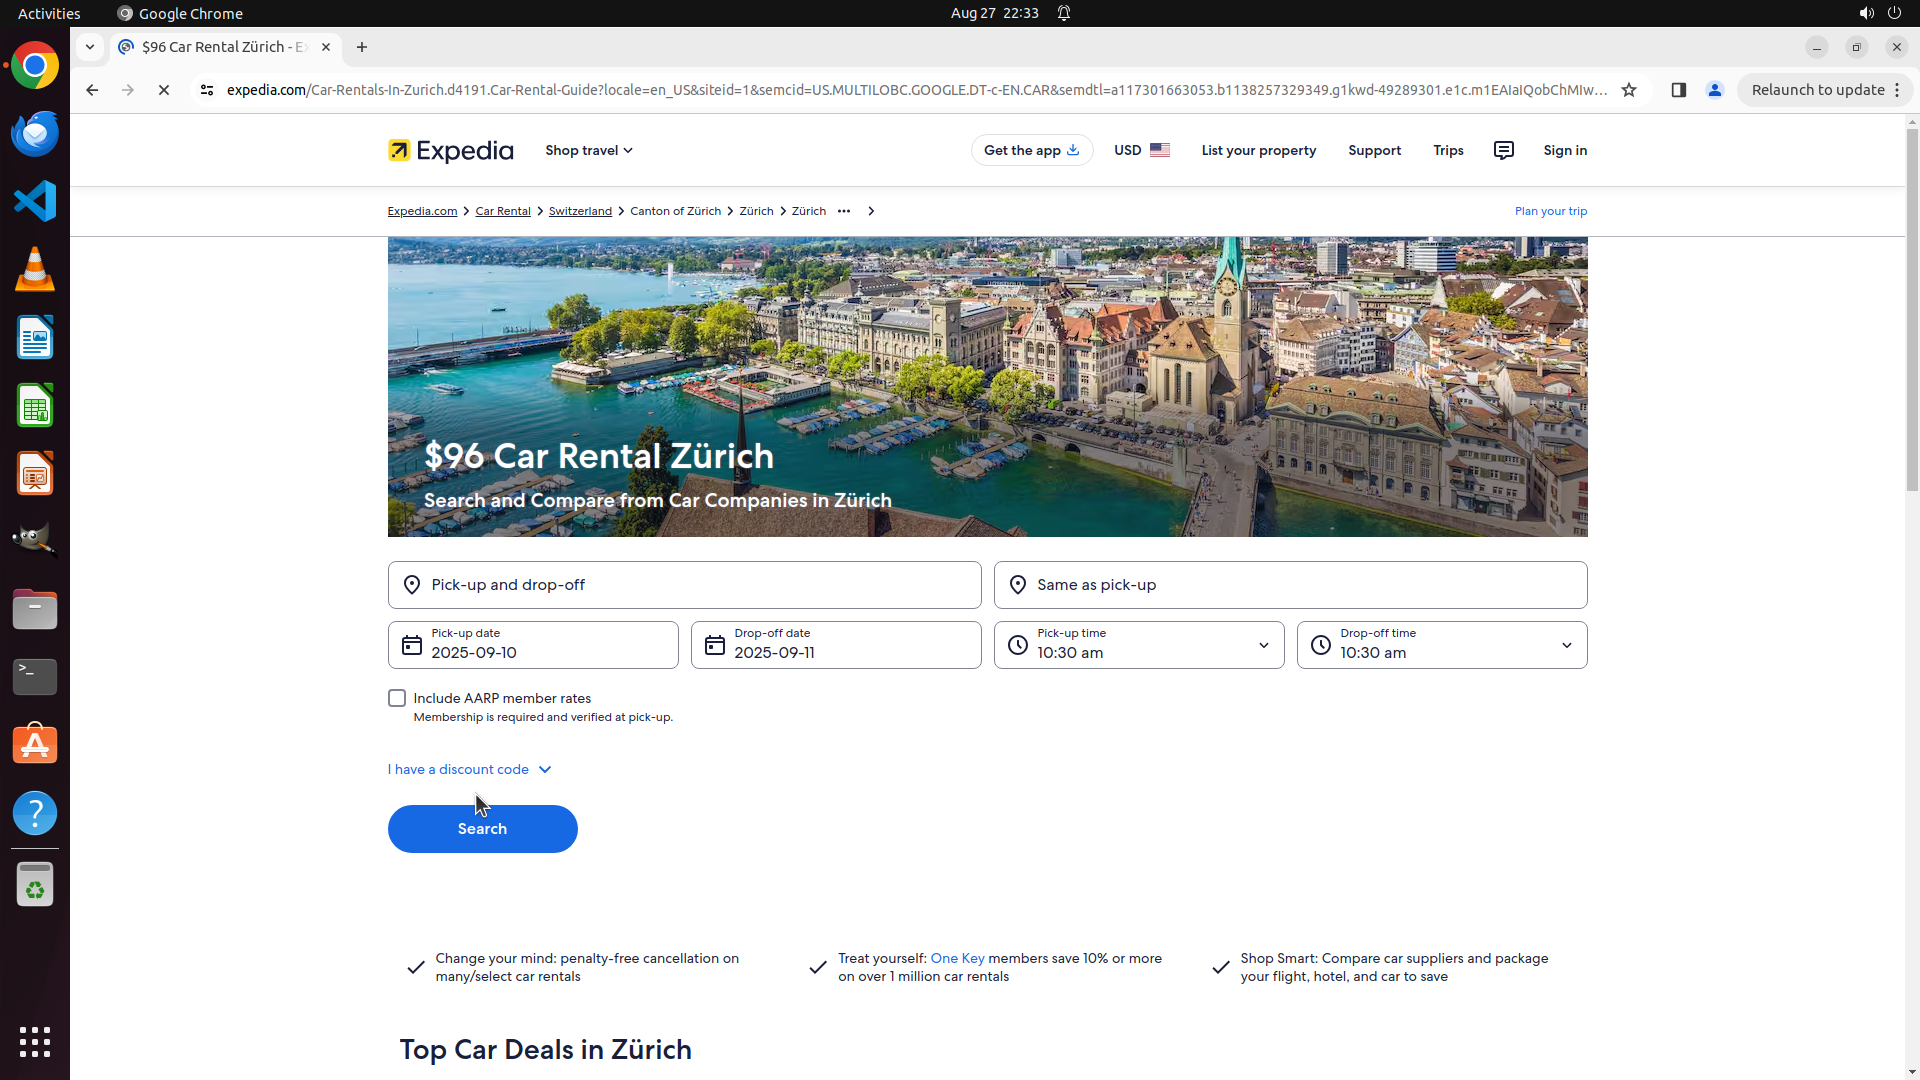 Activities
Google Chrome
Aug 27 22:33
$96 Car Rental Zürich - Ex
expedia.com/Car-Rentals-In-Zurich.d4191.Car-Rental-Guide?locale=en_US&siteid=1&semcid=US.MULTILOBC.GOOGLE.DT-c-EN.CAR&semdtl=a117301663053.b1138257329349.g1kwd-49289301.e1c.m1EAIaIQobChMIw...
Relaunch to update
Expedia
Shop travel
Get the app
USD
List your property
Support
Trips
Sign in
Expedia.com
Car Rental
Switzerland
Canton of Zürich
Zürich
Zürich
Plan your trip
$96 Car Rental Zürich
Search and Compare from Car Companies in Zürich
Pick-up and drop-off
Same as pick-up
Pick-up date
2025-09-10
Drop-off date
2025-09-11
Pick-up time
10:30 am
Drop-off time
10:30 am
Include AARP member rates
Membership is required and verified at pick-up.
I have a discount code
Search
Change your mind: penalty-free cancellation on
many/select car rentals
Treat yourself: One Key members save 10% or more
on over 1 million car rentals
Shop Smart: Compare car suppliers and package
your flight, hotel, and car to save
Top Car Deals in Zürich